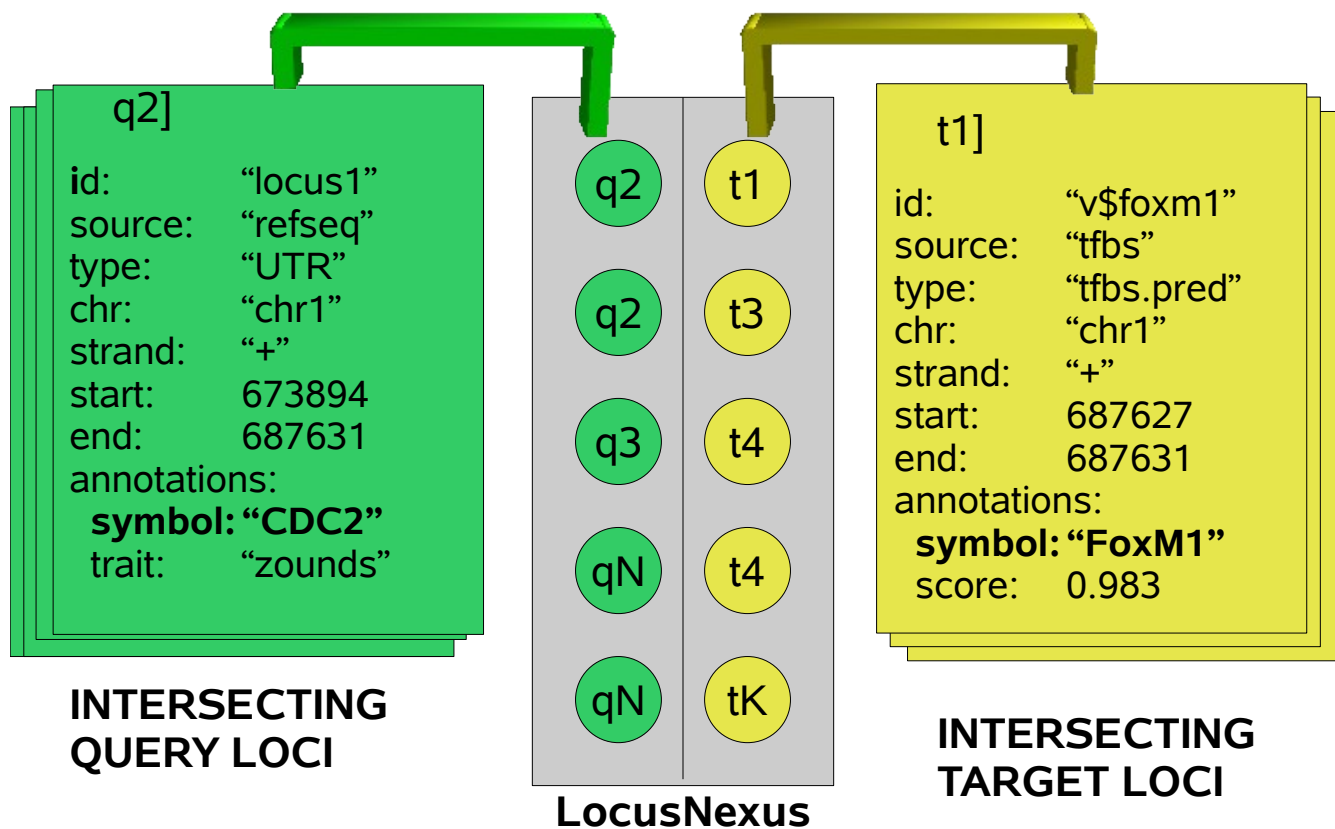 q2]
id: “locus1”
source: “refseq”
type: “UTR”
chr: “chr1”
strand: “+”
start: 673894
end: 687631
annotations:
symbol: “CDC2”
trait: “zounds”
INTERSECTING
QUERY LOCI
q2 t1
q2 t3
q3 t4
qN t4
qN tK
LocusNexus
t1]
id: “v$foxm1”
source: “tfbs”
type: “tfbs.pred”
chr: “chr1”
strand: “+”
start: 687627
end: 687631
annotations:
symbol: “FoxM1”
score: 0.983
INTERSECTING
TARGET LOCI